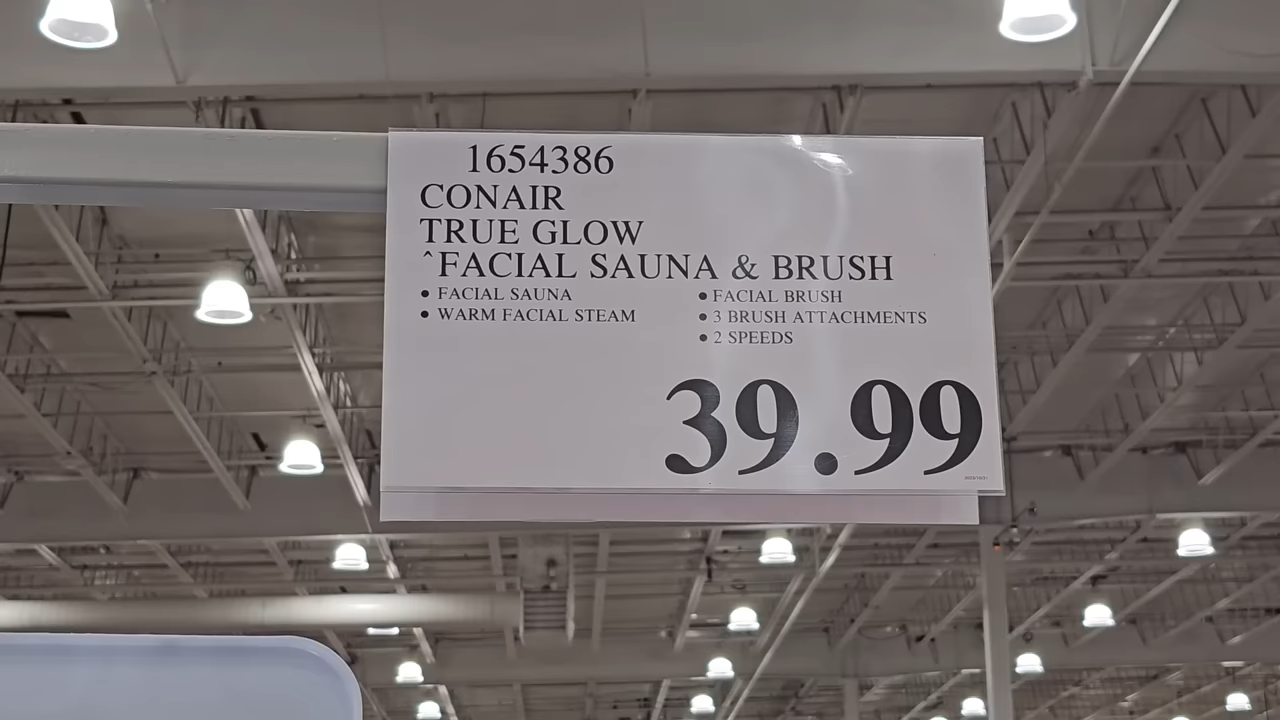 1654386
CONAIR
TRUE GLOW
^FACIAL SAUNA & BRUSH
• FACIAL SAUNA
• WARM FACIAL STEAM
• FACIAL BRUSH
• 3 BRUSH ATTACHMENTS
• 2 SPEEDS
39.99